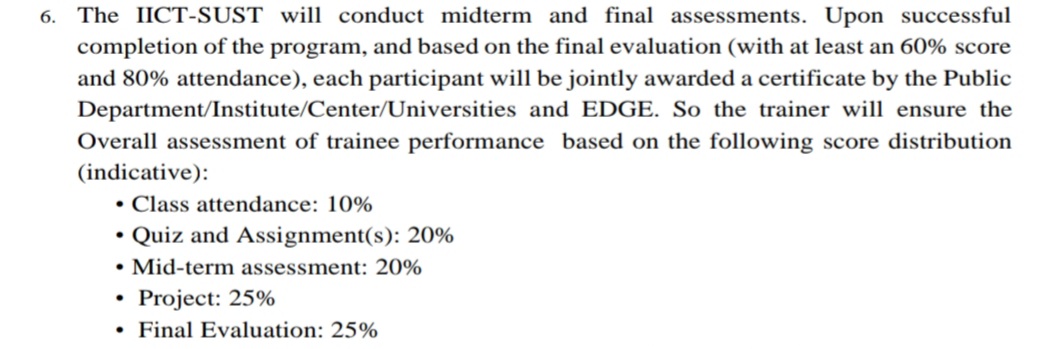 6. The IICT-SUST will conduct midterm and final assessments. Upon successful
completion of the program, and based on the final evaluation (with at least an 60% score
and 80% attendance), each participant will be jointly awarded a certificate by the Public
Department/Institute/Center/Universities and EDGE. So the trainer will ensure the
Overall assessment of trainee performance based on the following score distribution
(indicative):
• Class attendance: 10%
• Quiz and Assignment(s): 20%
• Mid-term assessment: 20%
• Project: 25%
• Final Evaluation: 25%